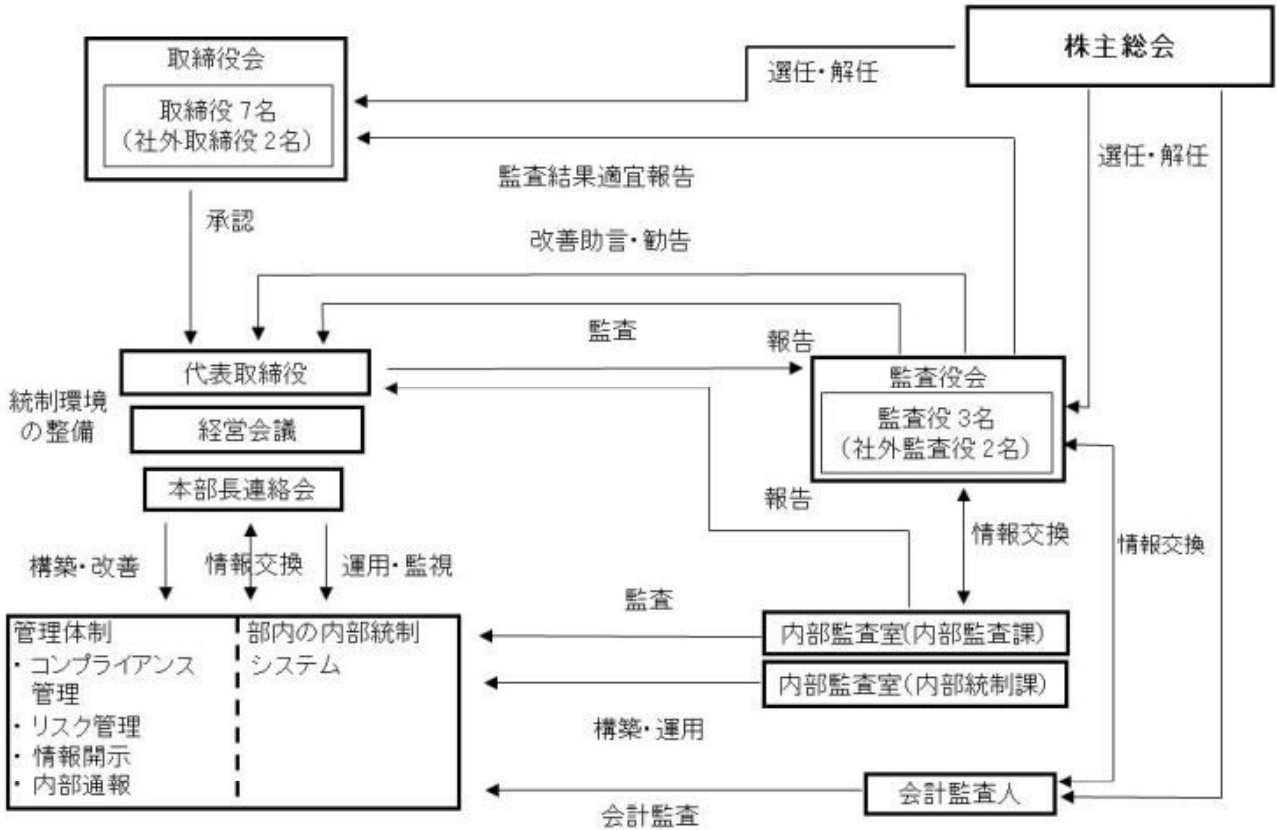 株主総会
取締役会
取締役 7名
(社外取締役 2名)
選任・解任
選任・解任
監査結果適宜報告
承認
改善助言・勧告
監査
報告
代表取締役
統制環境
の整備
経営会議
本部長連絡会
監査役会
監査役 3名
(社外監査役 2名)
報告
情報交換
情報交換
構築・改善
情報交換
運用・監視
監査
管理体制
・コンプライアンス
管理
・リスク管理
・情報開示
・内部通報
部内の内部統制
システム
内部監査室(内部監査課)
内部監査室(内部統制課)
構築・運用
会計監査人
会計監査